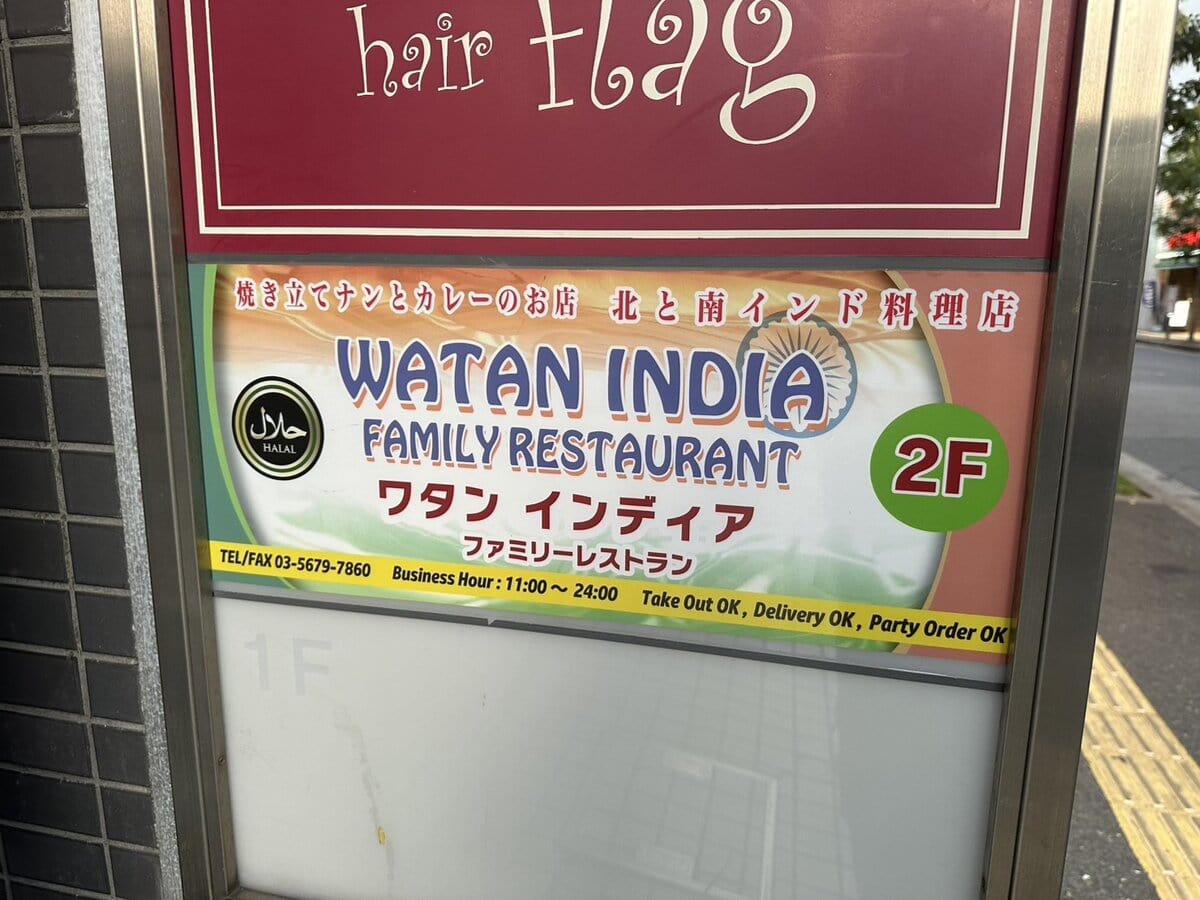 hair flag
焼き立てナンとカレーのお店 北と南インド料理店
WATAN INDIA
FAMILY RESTAURANT
حلال
HALAL
2F
ワタン インディア
ファミリーレストラン
TEL/FAX 03-5679-7860 Business Hour : 11:00 〜 24:00 Take Out OK , Delivery OK , Party Order OK
1F